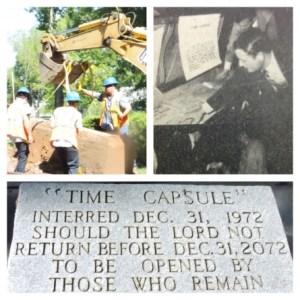 "TIME CAPSULE"
INTERRED DEC. 31, 1972
SHOULD THE LORD NOT
RETURN BEFORE DEC. 31, 2072
TO BE OPENED BY
THOSE WHO REMAIN